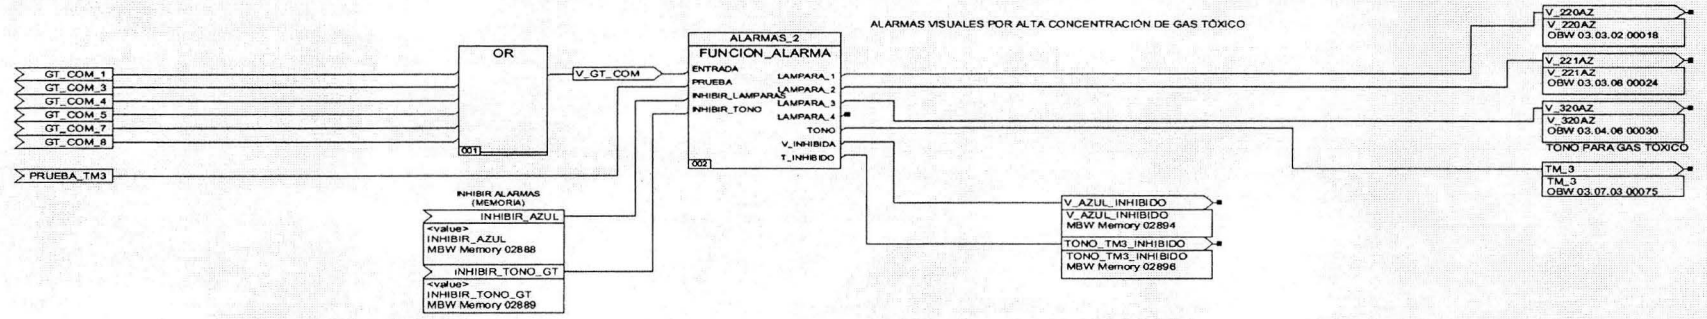 ALARMAS VISUALES POR ALTA CONCENTRACIÓN DE GAS TÓXICO
GT_COM_1
GT_COM_3
GT_COM_4
GT_COM_5
GT_COM_7
GT_COM_8
PRUEBA_TM3
OR
001
V_GT_COM
INHIBIR ALARMAS
(MEMORIA)
INHIBIR_AZUL
<value>
INHIBIR_AZUL
MBW Memory 02888
INHIBIR_TONO_GT
<value>
INHIBIR_TONO_GT
MBW Memory 02889
ALARMAS_2
FUNCION_ALARMA
ENTRADA
PRUEBA
INHIBIR_LAMPARAS
INHIBIR_TONO
LAMPARA_1
LAMPARA_2
LAMPARA_3
LAMPARA_4
TONO
V_INHIBIDA
T_INHIBIDO
002
V_AZUL_INHIBIDO
V_AZUL_INHIBIDO
MBW Memory 02894
TONO_TM3_INHIBIDO
TONO_TM3_INHIBIDO
MBW Memory 02896
V_220AZ
V_220AZ
OBW 03.03.02 00018
V_221AZ
V_221AZ
OBW 03.03.08 00024
V_320AZ
V_320AZ
OBW 03.04.06 00030
TONO PARA GAS TOXICO
TM_3
TM_3
OBW 03.07.03 00075